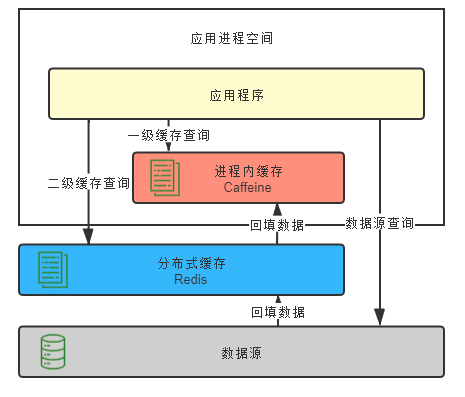 应用进程空间
应用程序
一级缓存查询
进程内缓存
Caffeine
二级缓存查询
回填数据
数据源查询
分布式缓存
Redis
回填数据
数据源